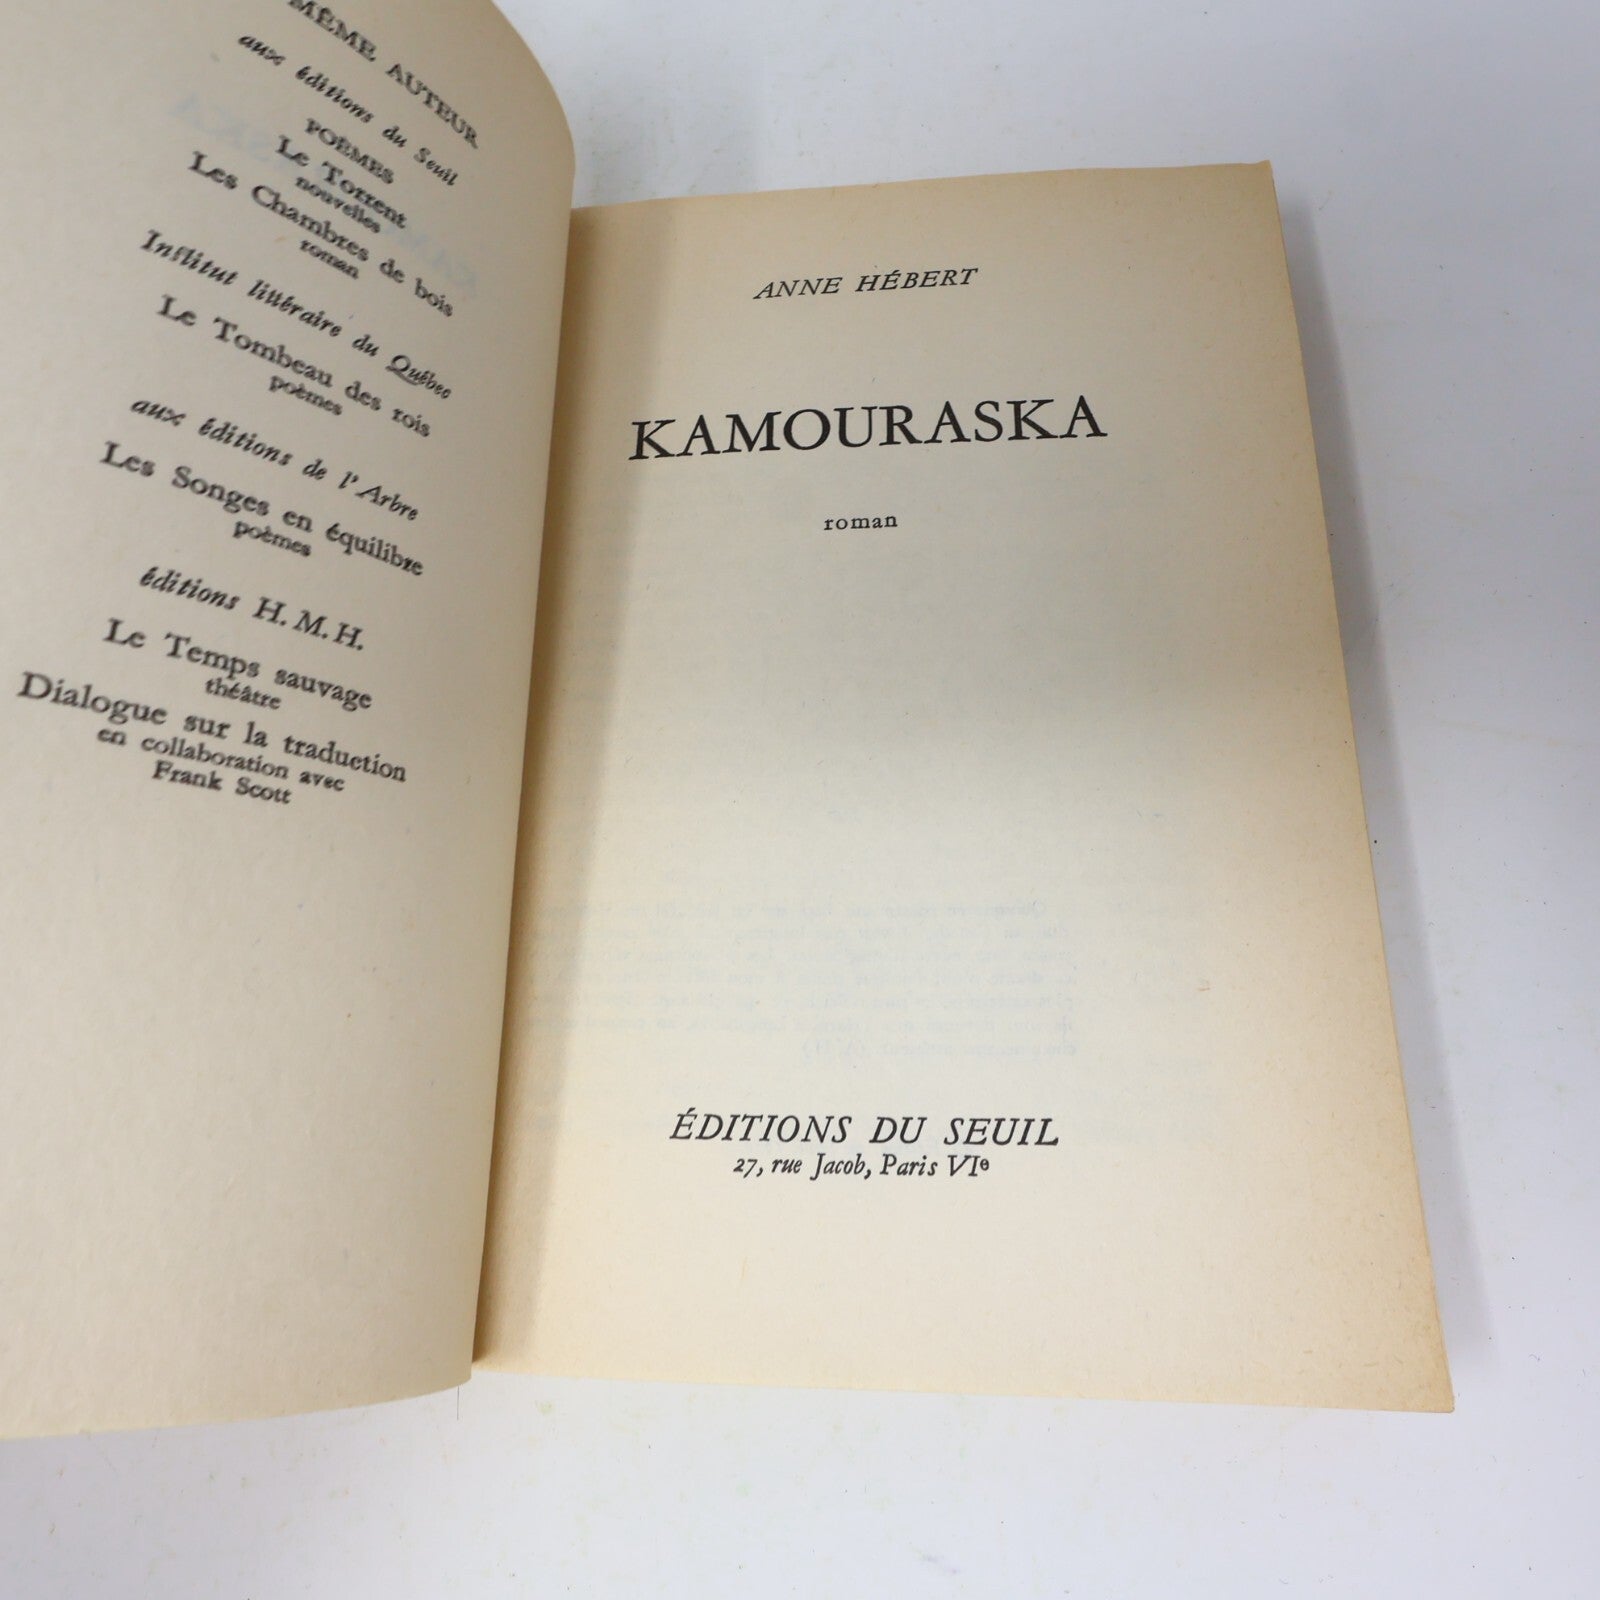 MÊME AUTEUR
aux éditions du Seuil
POÈMES
Le Torrent
nouvelles
Les Chambres de bois
roman
Institut littéraire du Québec
Le Tombeau des rois
poèmes
aux éditions de l'Arbre
Les Songes en équilibre
poèmes
éditions H.M.H.
Le Temps sauvage
théâtre
Dialogue sur la traduction
en collaboration avec
Frank Scott
ANNE HÉBERT
KAMOURASKA
roman
ÉDITIONS DU SEUIL
27, rue Jacob, Paris VIe